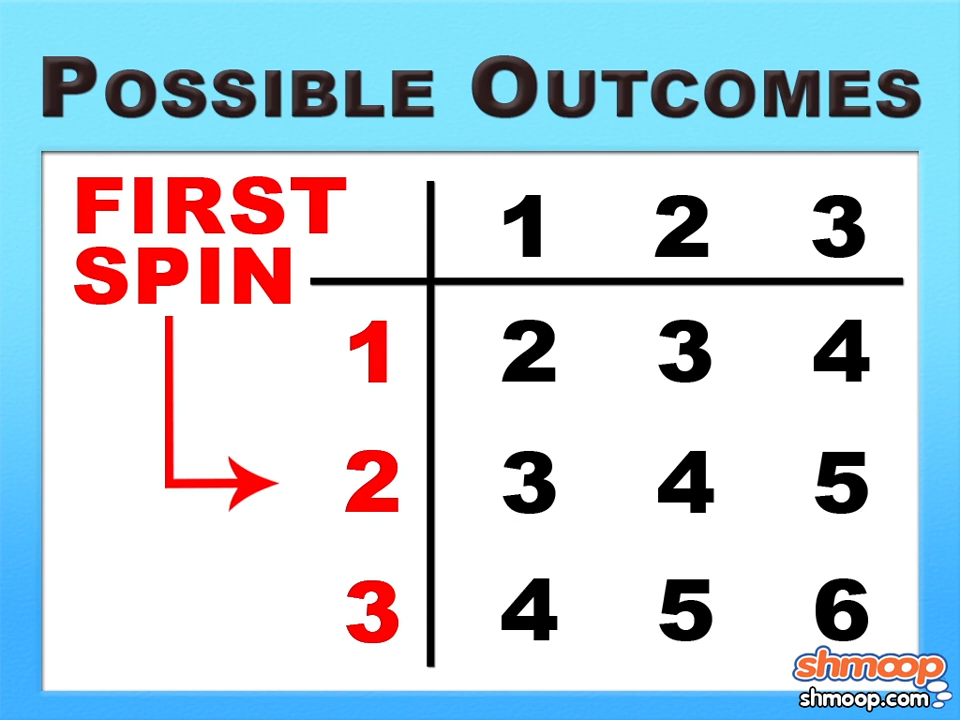 POSSIBLE OUTCOMES
FIRST
SPIN
1 2 3
1 2 3 4
2 3 4 5
3 4 5 6
shmoop
shmoop.com